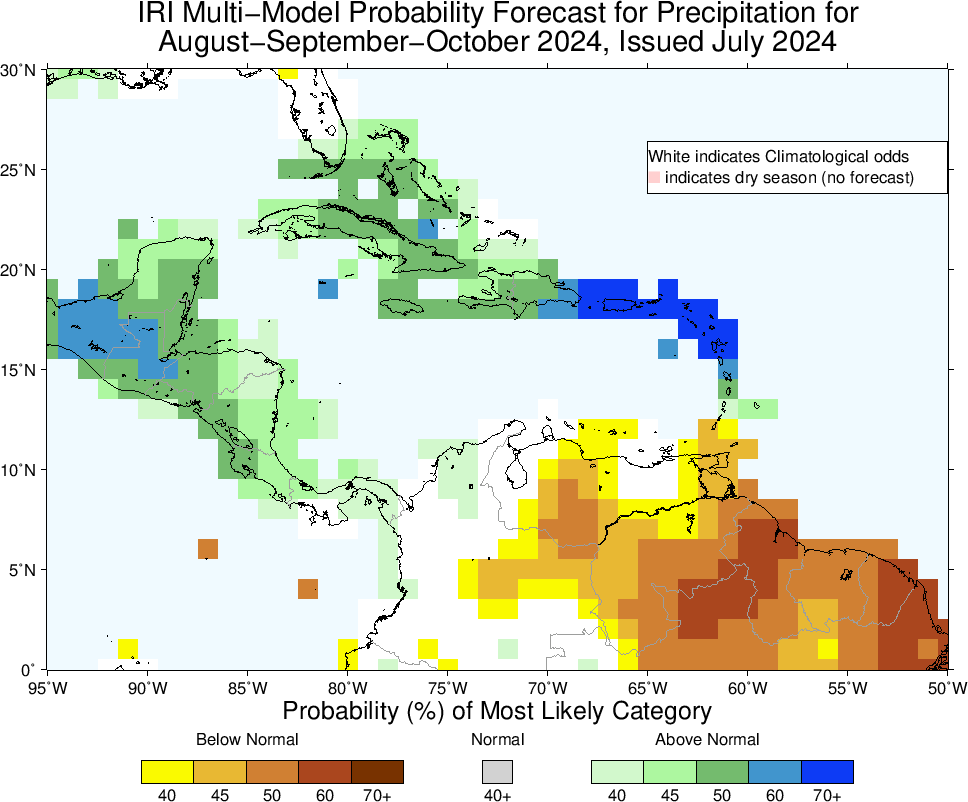 IRI Multi−Model Probability Forecast for Precipitation for
August−September−October 2024, Issued July 2024
30˚N
25˚N
20˚N
15˚N
10˚N
5˚N
0˚
White indicates Climatological odds
indicates dry season (no forecast)
95˚W 90˚W 85˚W 80˚W 75˚W 70˚W 65˚W 60˚W 55˚W 50˚W
Probability (%) of Most Likely Category
Below Normal Normal Above Normal
40 45 50 60 70+ 40+ 40 45 50 60 70+